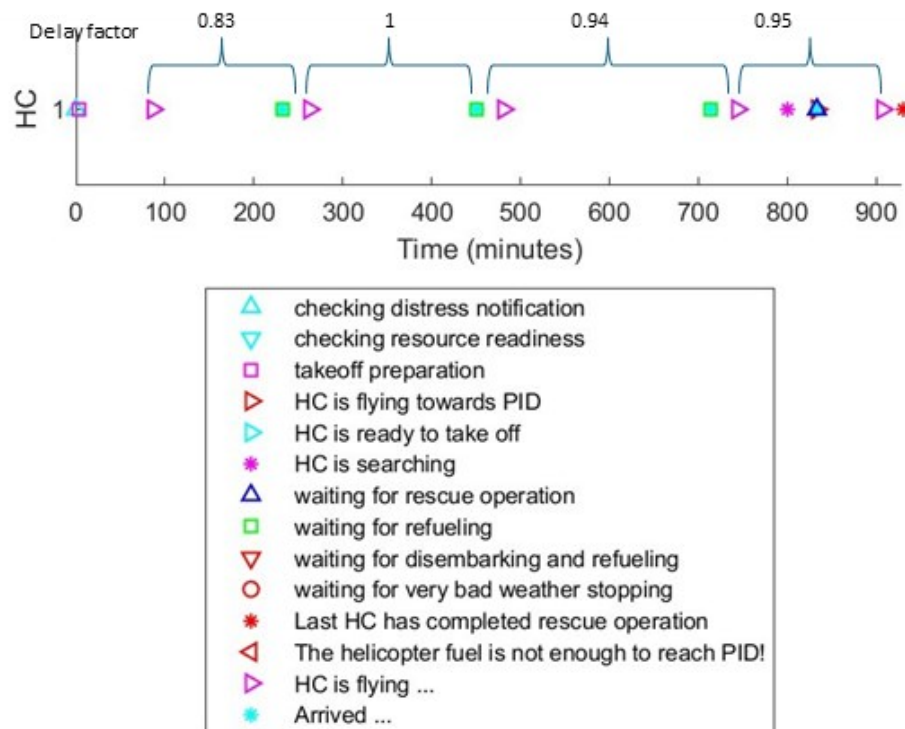 Delay factor 0.83 1 0.94 0.95
HC
1
0 100 200 300 400 500 600 700 800 900
Time (minutes)
checking distress notification
checking resource readiness
takeoff preparation
HC is flying towards PID
HC is ready to take off
HC is searching
waiting for rescue operation
waiting for refueling
waiting for disembarking and refueling
waiting for very bad weather stopping
Last HC has completed rescue operation
The helicopter fuel is not enough to reach PID!
HC is flying ...
Arrived ...